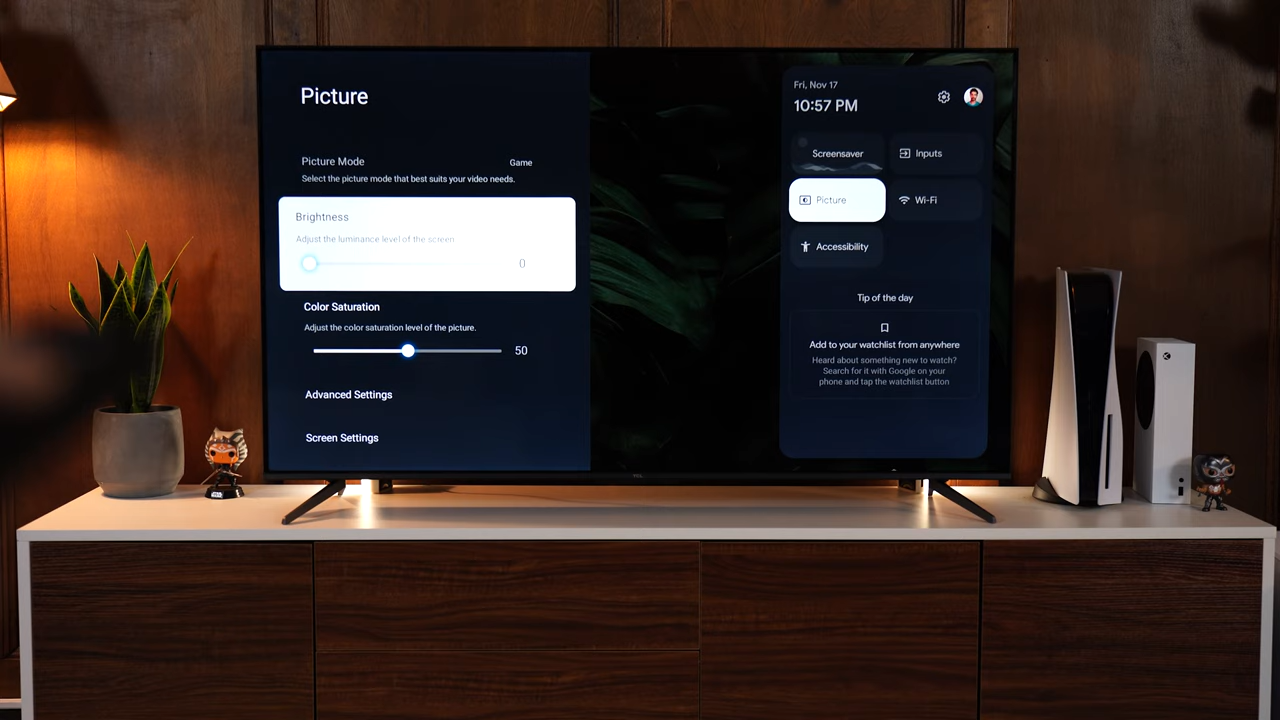 Picture
Picture Mode
Game
Select the picture mode that best suits your video needs.
Brightness
Adjust the luminance level of the screen
0
Color Saturation
Adjust the color saturation level of the picture.
50
Advanced Settings
Screen Settings
Fri, Nov 17
10:57 PM
Screensaver
Inputs
Picture
Wi-Fi
Accessibility
Tip of the day
Add to your watchlist from anywhere
Heard about something new to watch?
Search for it with Google on your
phone and tap the watchlist button
TCL